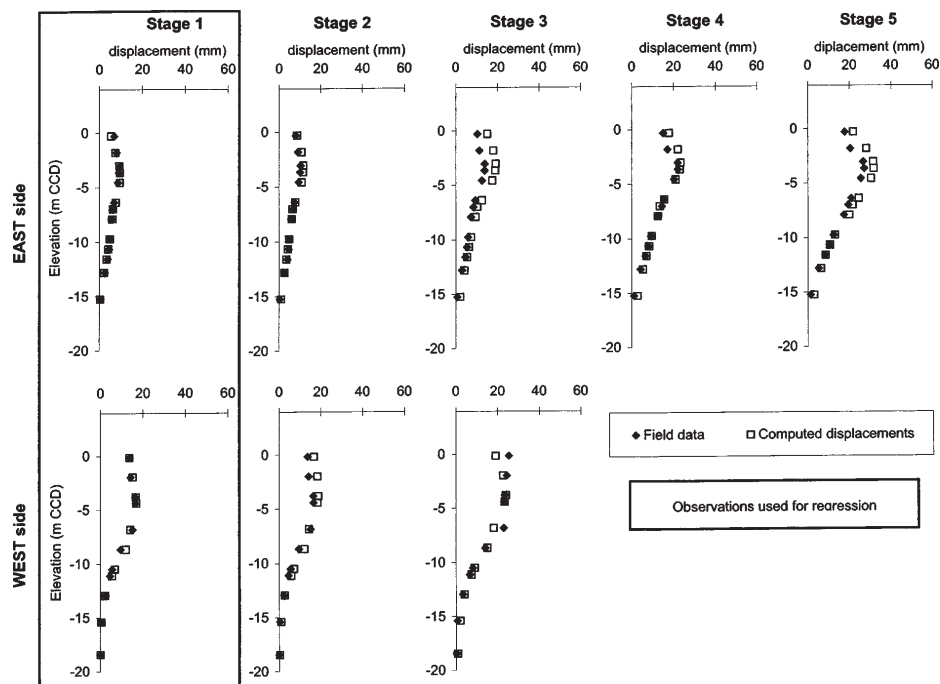 Stage 1 Stage 2 Stage 3 Stage 4 Stage 5
displacement (mm) displacement (mm) displacement (mm) displacement (mm) diplacement (mm)
0 20 40 60 0 20 40 60 0 20 40 60 0 20 40 60 0 20 40 60
EAST side
Elevation (m CCD)
0 0 0 0 0
-5 -5 -5 -5 -5
-10 -10 -10 -10 -10
-15 -15 -15 -15 -15
-20 -20 -20 -20 -20
0 20 40 60 0 20 40 60 0 20 40 60
WEST side
Elevation (m CCD)
0 0 0
-5 -5 -5
-10 -10 -10
-15 -15 -15
-20 -20 -20
Field data Computed displacements
Observations used for regression